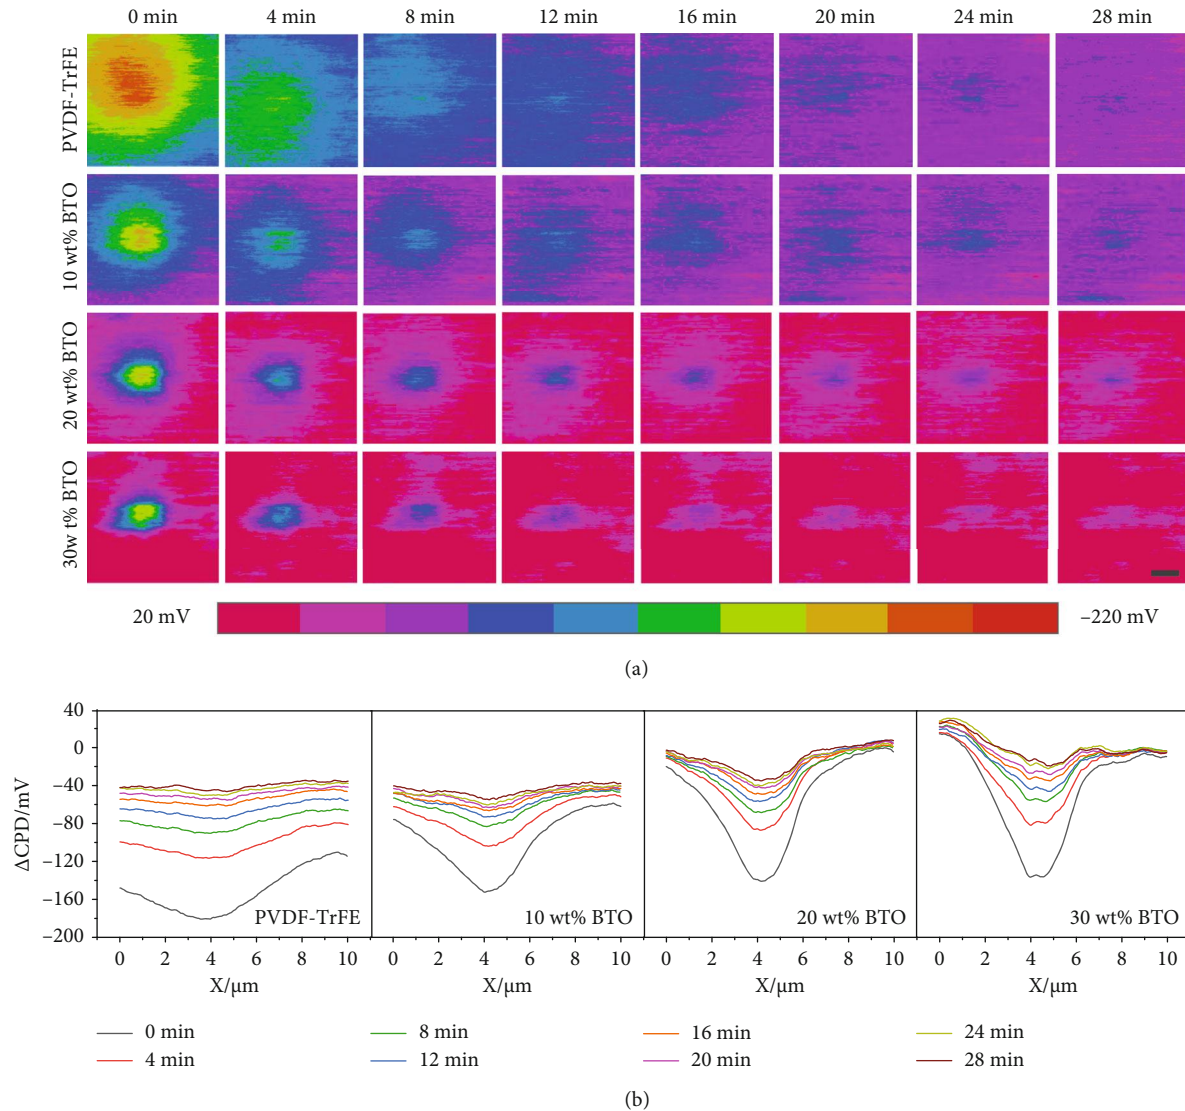 0 min 4 min 8 min 12 min 16 min 20 min 24 min 28 min
PVDF-TrFE
10 wt% BTO
20 wt% BTO
30w t% BTO
20 mV –220 mV
(a)
ΔCPD/mV
40
0
–40
–80
–120
–160
–200
PVDF-TrFE 10 wt% BTO 20 wt% BTO 30 wt% BTO
0 2 4 6 8 10 0 2 4 6 8 10 0 2 4 6 8 10 0 2 4 6 8 10
X/μm X/μm X/μm X/μm
0 min 8 min 16 min 24 min
4 min 12 min 20 min 28 min
(b)